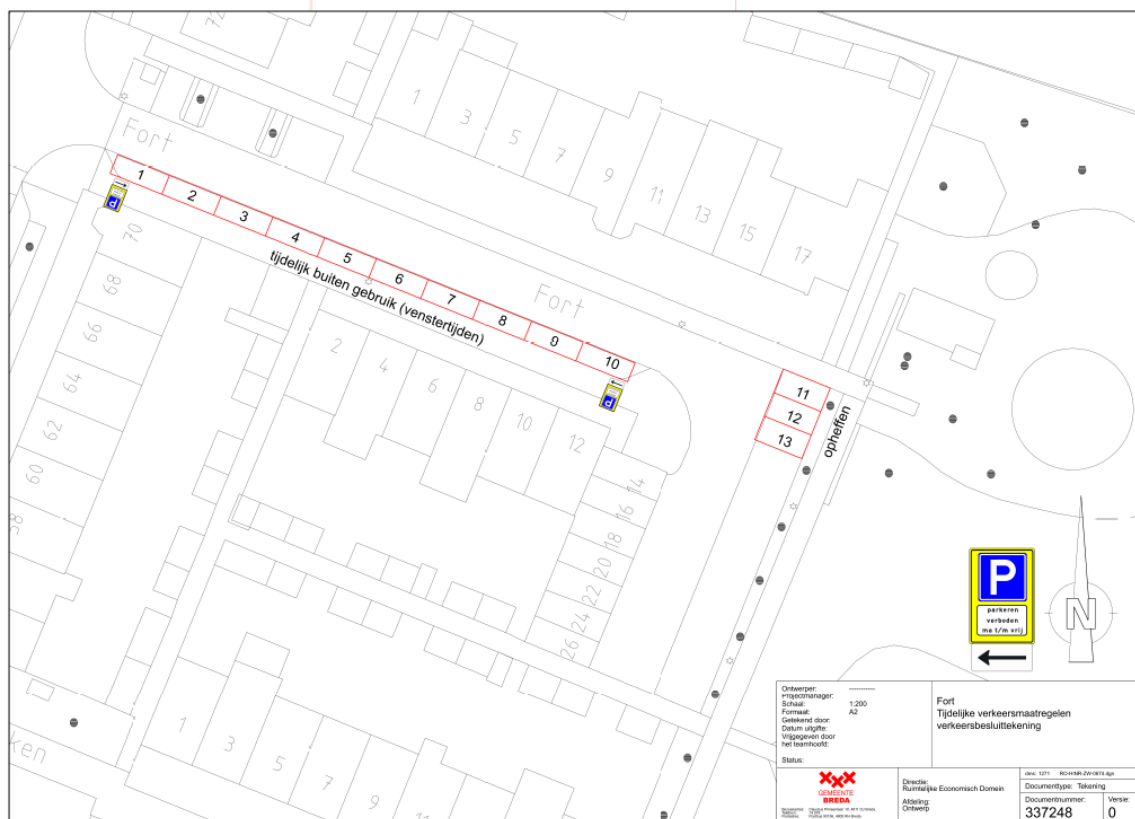 72
Fort
1
3
5
7
9
11
13
15
17
1
2
3
4
5
6
7
8
9
10
P
P
tijdelijk buiten gebruik (venstertijden)
Fort
11
12
13
opheffen
70
68
66
64
62
60
58
2
4
6
8
10
12
14
16
18
20
22
24
26
1
3
5
7
9
ken
P
parkeren
verboden
ma t/m vrij
N
Ontwerper: ----------
Projectmanager:
Schaal: 1:200
Formaat: A2
Getekend door:
Datum uitgifte:
Vrijgegeven door
het teamhoofd:
Status:
Fort
Tijdelijke verkeersmaatregelen
verkeersbesluittekening
GEMEENTE
BREDA
Directie:
Ruimtelijke Economisch Domein
Afdeling:
Ontwerp
Documenttype: Tekening
Documentnummer:
337248
Versie:
0